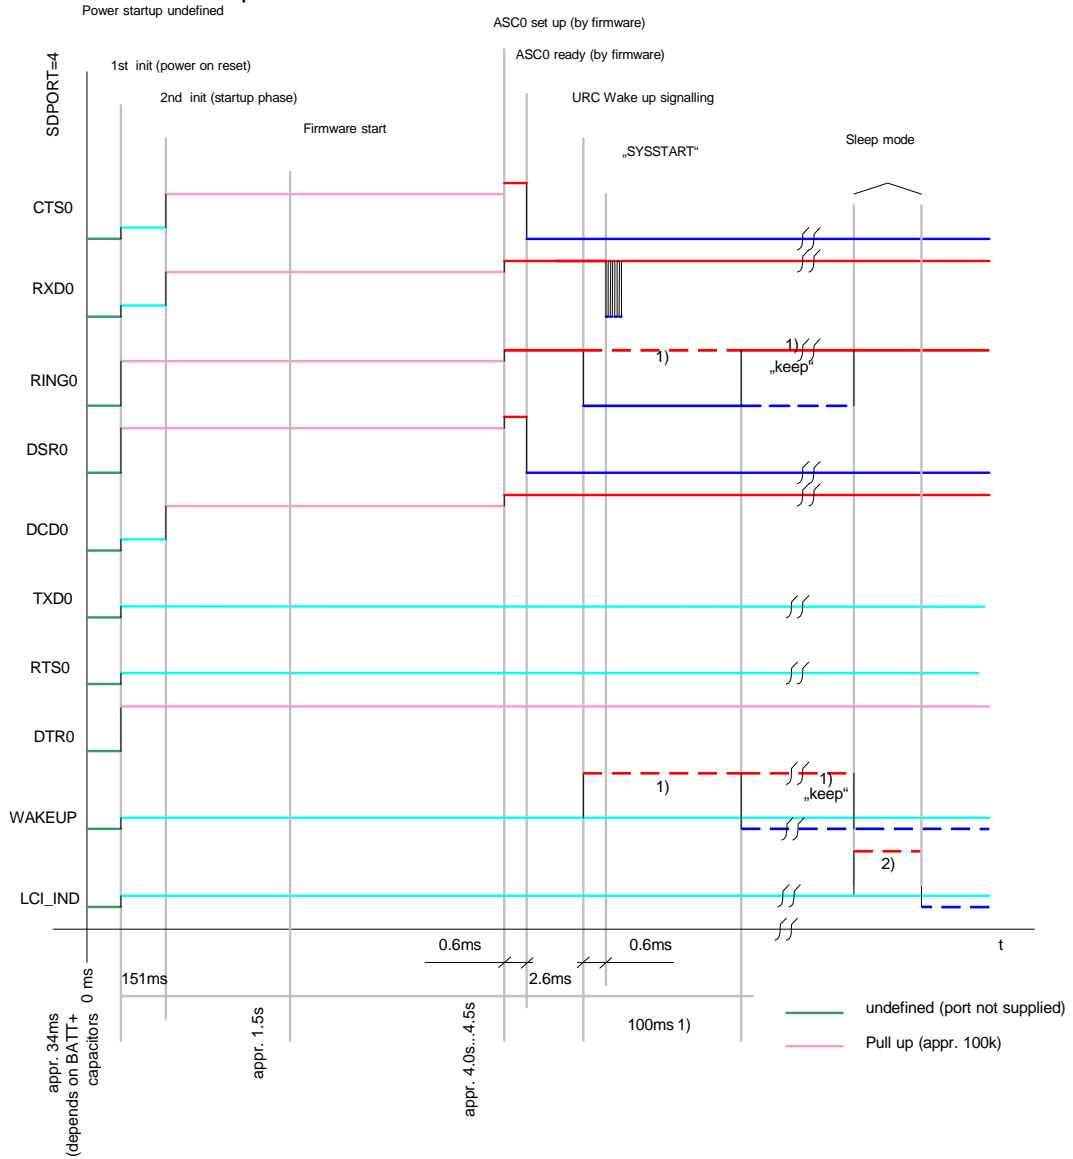 Power startup undefined
ASC0 set up (by firmware)
ASC0 ready (by firmware)
SDPORT=4
1st init (power on reset)
2nd init (startup phase)
URC Wake up signalling
Firmware start
„SYSSTART“
Sleep mode
CTS0
RXD0
RING0
1)
1)
„keep“
DSR0
DCD0
TXD0
RTS0
DTR0
WAKEUP
1)
1)
„keep“
LCI_IND
2)
t
0.6ms
0.6ms
0 ms
151ms
2.6ms
appr. 34ms
(depends on BATT+
capacitors
appr. 1.5s
appr. 4.0s...4.5s
100ms 1)
undefined (port not supplied)
Pull up (appr. 100k)